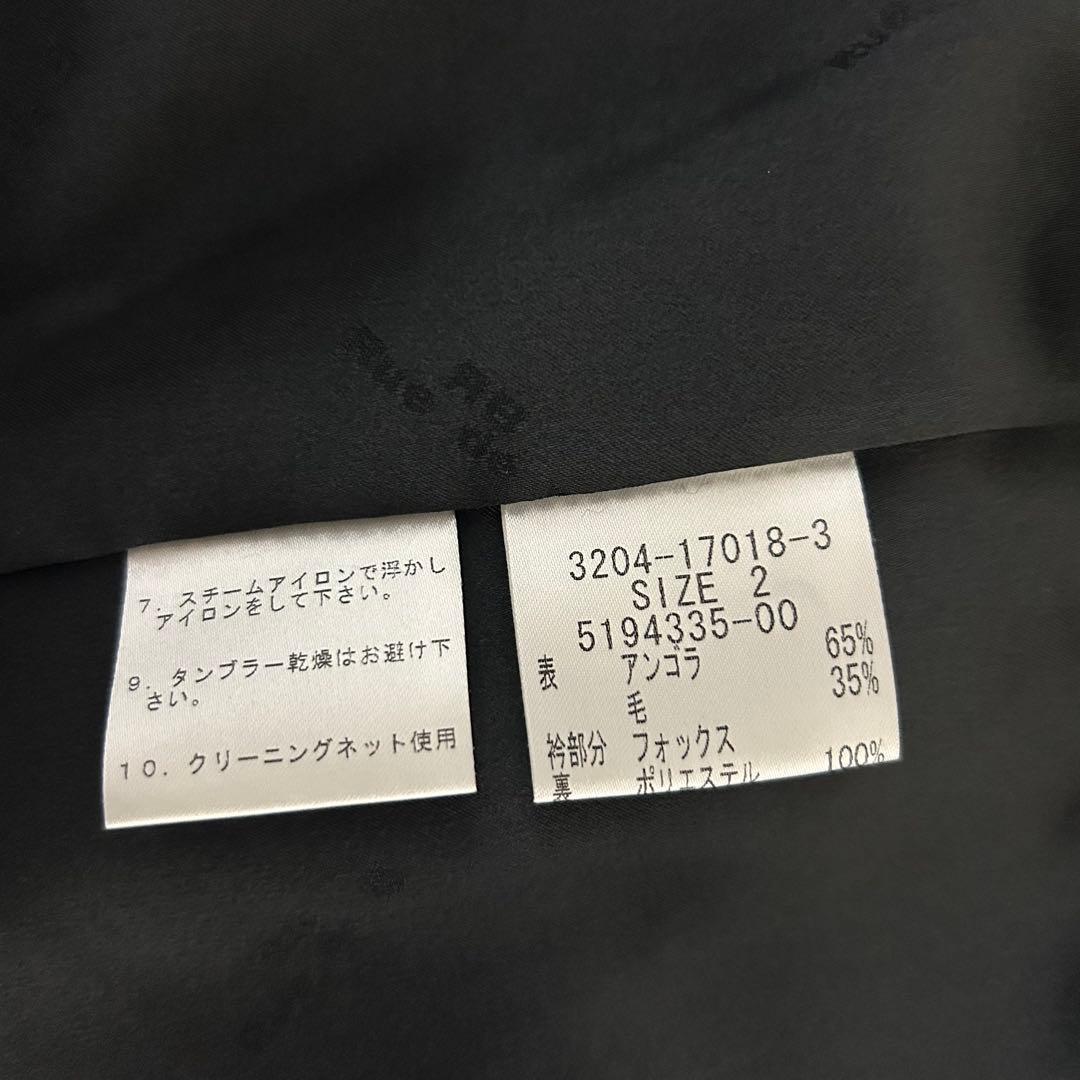 7. スチームアイロンで浮かし
アイロンをして下さい。
9. タンブラー乾燥はお避け下
さい。
10. クリーニングネット使用
3204-17018-3
SIZE 2
5194335-00
表 アンゴラ 65%
毛 35%
衿部分 フォックス
裏 ポリエステル 100%